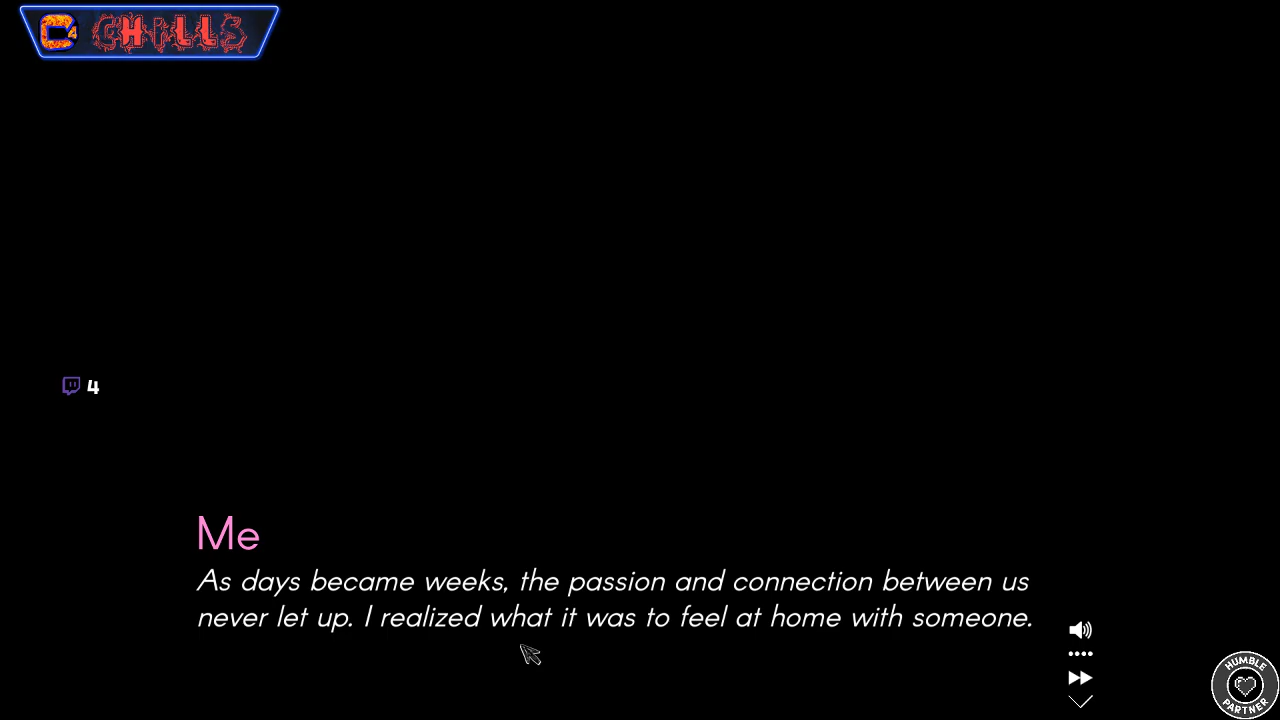 C4 CHILLS
4
Me
As days became weeks, the passion and connection between us
never let up. I realized what it was to feel at home with someone.
HUMBLE
PARTNER